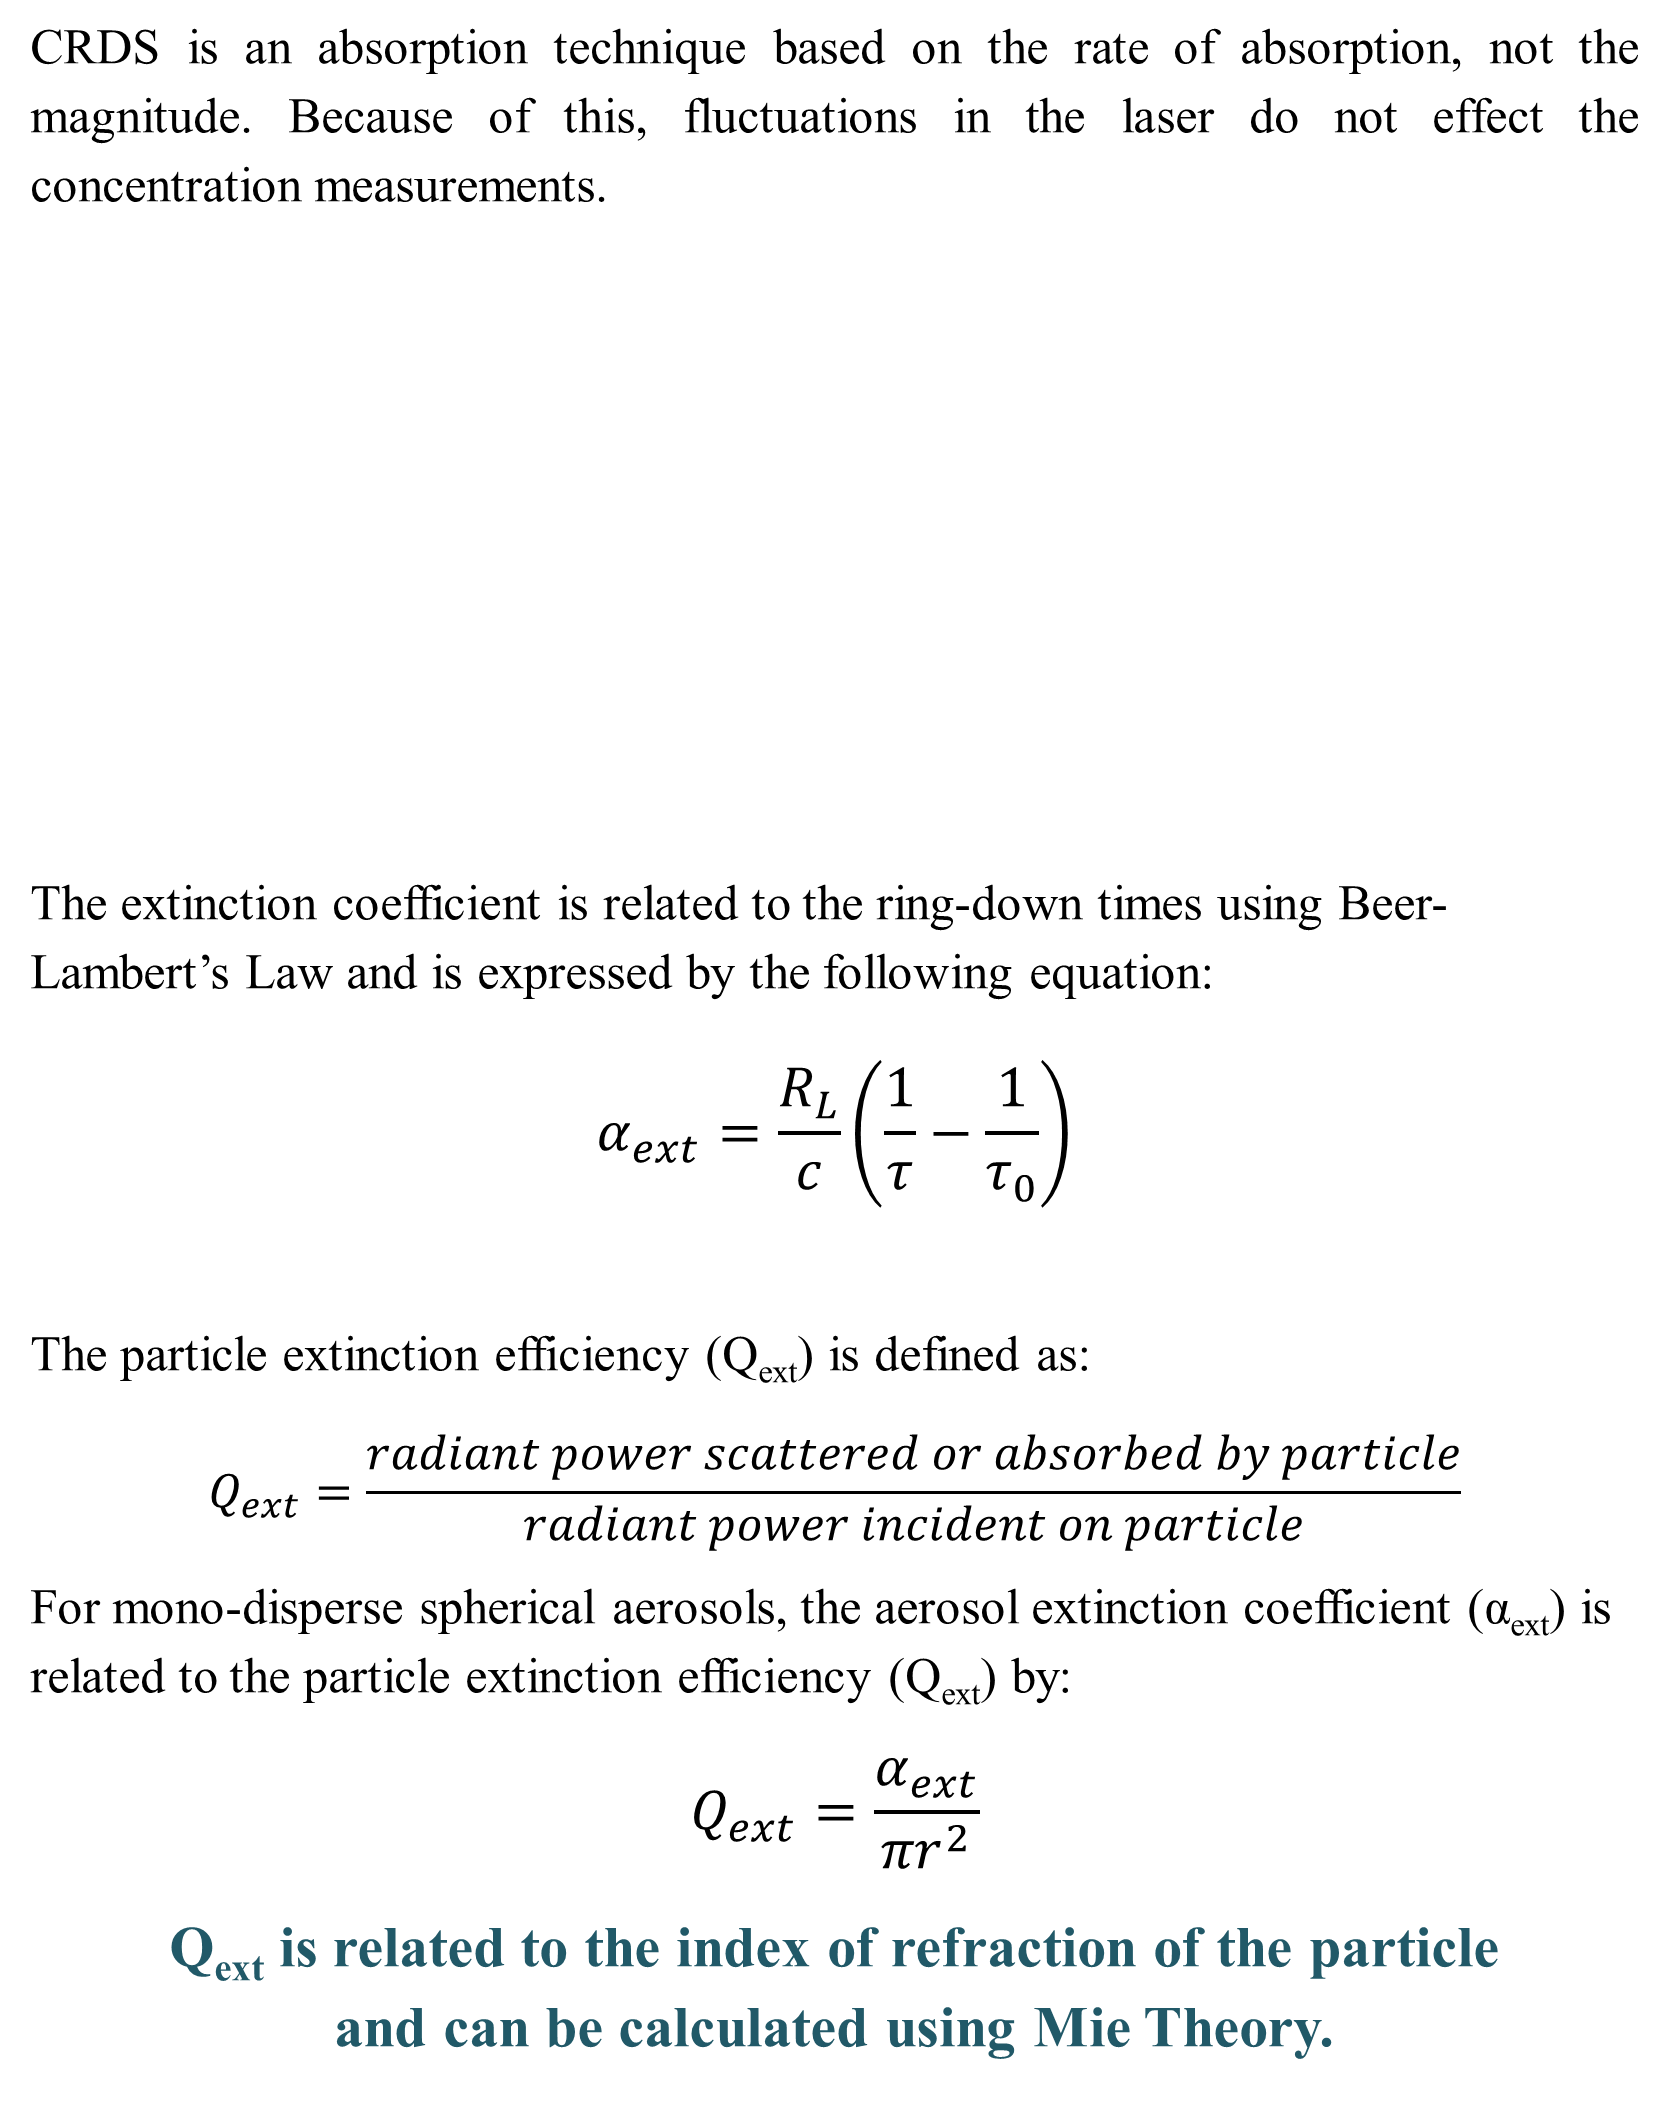 CRDS is an absorption technique based on the rate of absorption, not the
magnitude. Because of this, fluctuations in the laser do not effect the
concentration measurements.
The extinction coefficient is related to the ring-down times using Beer-
Lambert’s Law and is expressed by the following equation:
α_ext = R_L/c (1/τ − 1/τ_0)
The particle extinction efficiency (Q_ext) is defined as:
Q_ext = radiant power scattered or absorbed by particle / radiant power incident on particle
For mono-disperse spherical aerosols, the aerosol extinction coefficient (α_ext) is
related to the particle extinction efficiency (Q_ext) by:
Q_ext = α_ext / πr²
Q_ext is related to the index of refraction of the particle
and can be calculated using Mie Theory.